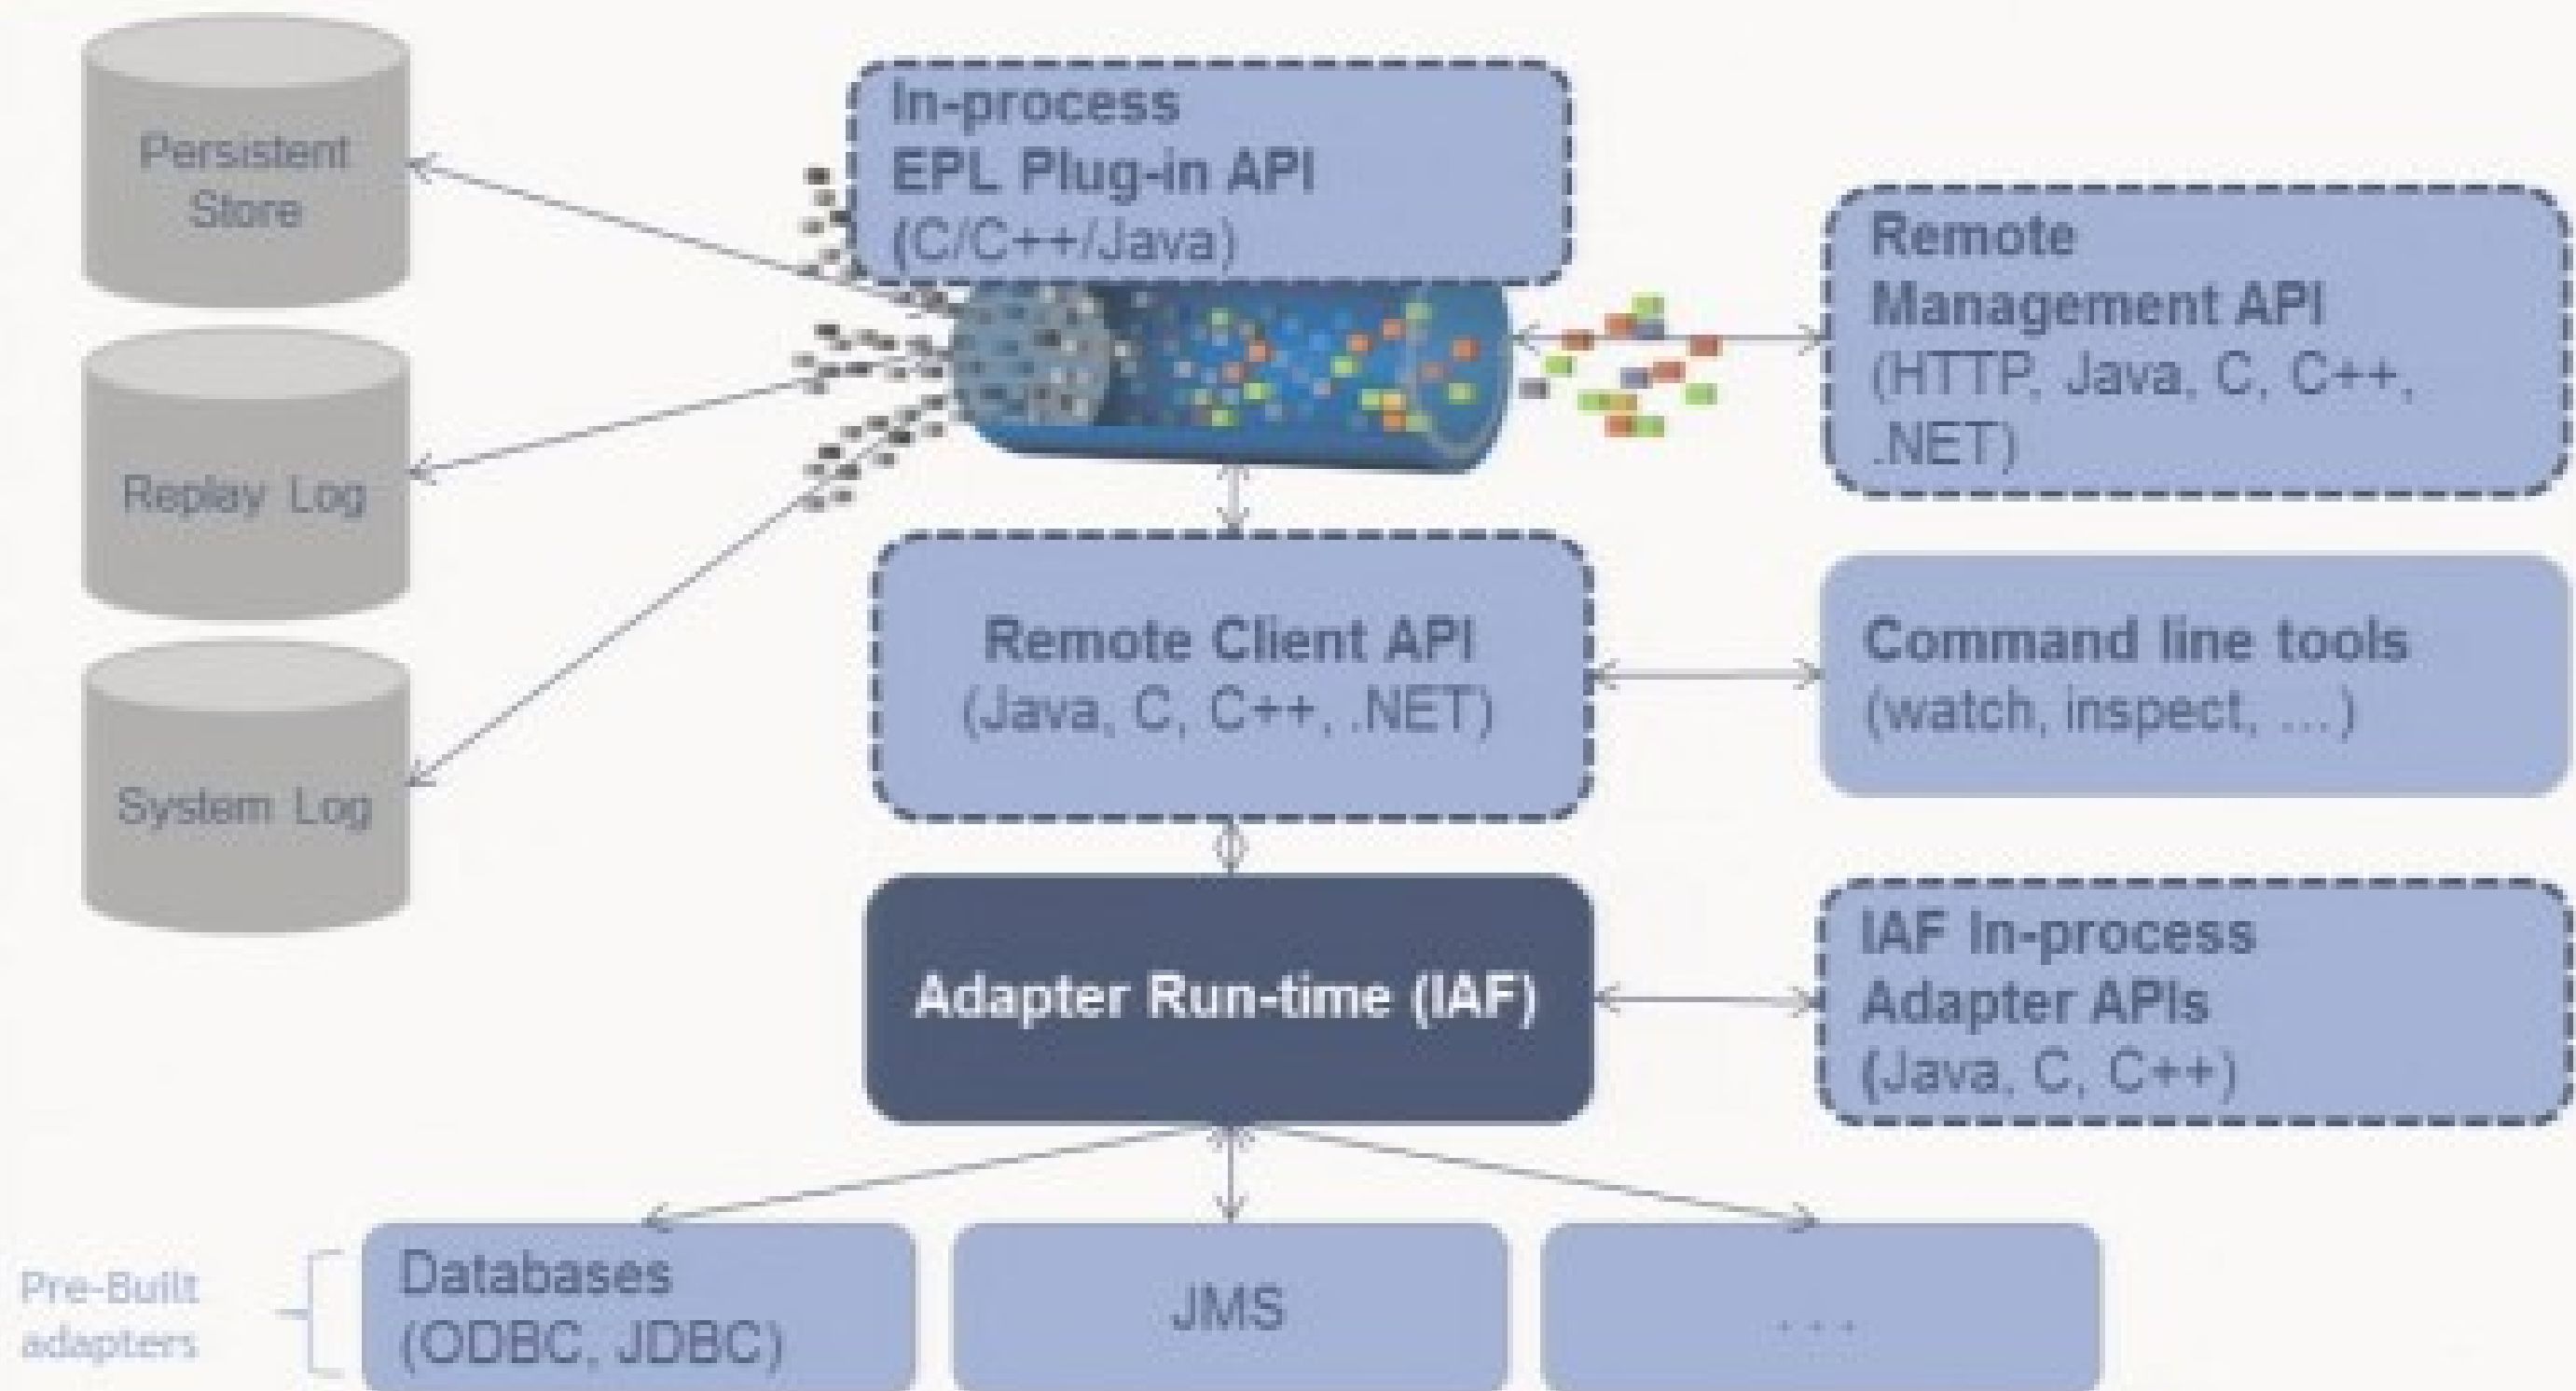 Persistent
Store
Replay Log
System Log
In-process
EPL Plug-in API
(C/C++/Java)
Remote
Management API
(HTTP, Java, C, C++,
.NET)
Remote Client API
(Java, C, C++, .NET)
Command line tools
(watch, inspect, ...)
Adapter Run-time (IAF)
IAF In-process
Adapter APIs
(Java, C, C++)
Pre-Built
adapters
Databases
(ODBC, JDBC)
JMS
...